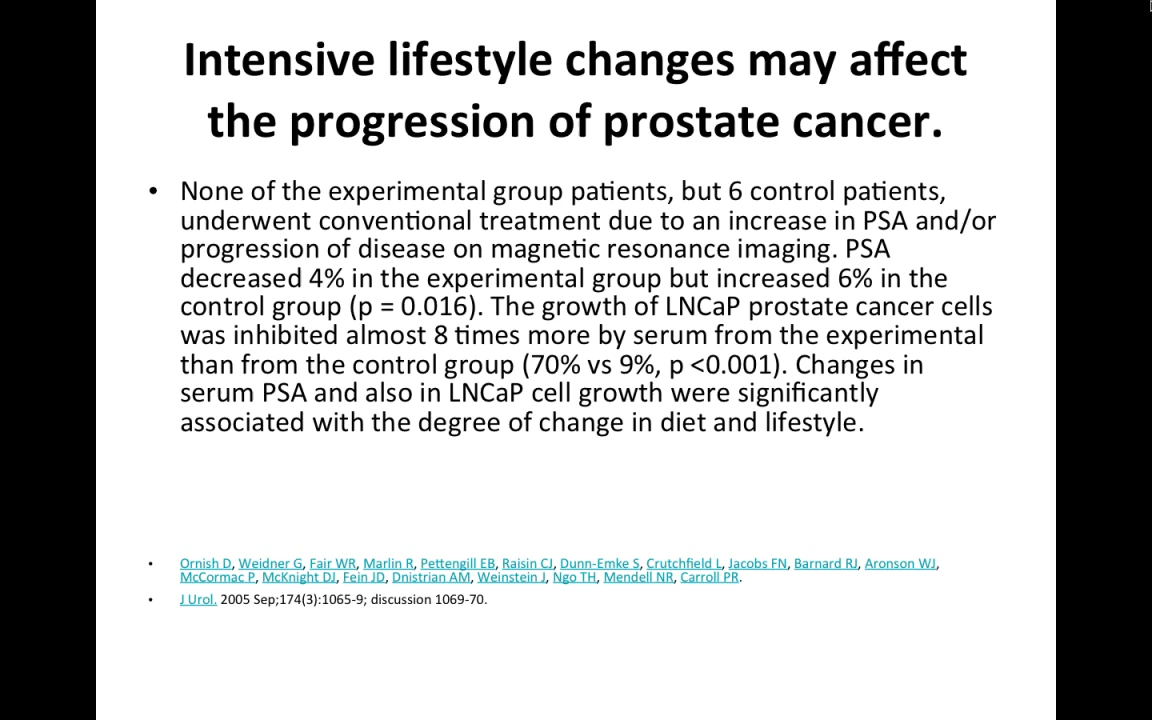 Intensive lifestyle changes may affect
the progression of prostate cancer.
• None of the experimental group patients, but 6 control patients,
underwent conventional treatment due to an increase in PSA and/or
progression of disease on magnetic resonance imaging. PSA
decreased 4% in the experimental group but increased 6% in the
control group (p = 0.016). The growth of LNCaP prostate cancer cells
was inhibited almost 8 times more by serum from the experimental
than from the control group (70% vs 9%, p <0.001). Changes in
serum PSA and also in LNCaP cell growth were significantly
associated with the degree of change in diet and lifestyle.
• Ornish D, Weidner G, Fair WR, Marlin R, Pettengill EB, Raisin CJ, Dunn-Emke S, Crutchfield L, Jacobs FN, Barnard RJ, Aronson WJ,
McCormac P, McKnight DJ, Fein JD, Dnistrian AM, Weinstein J, Ngo TH, Mendell NR, Carroll PR.
• J Urol. 2005 Sep;174(3):1065-9; discussion 1069-70.